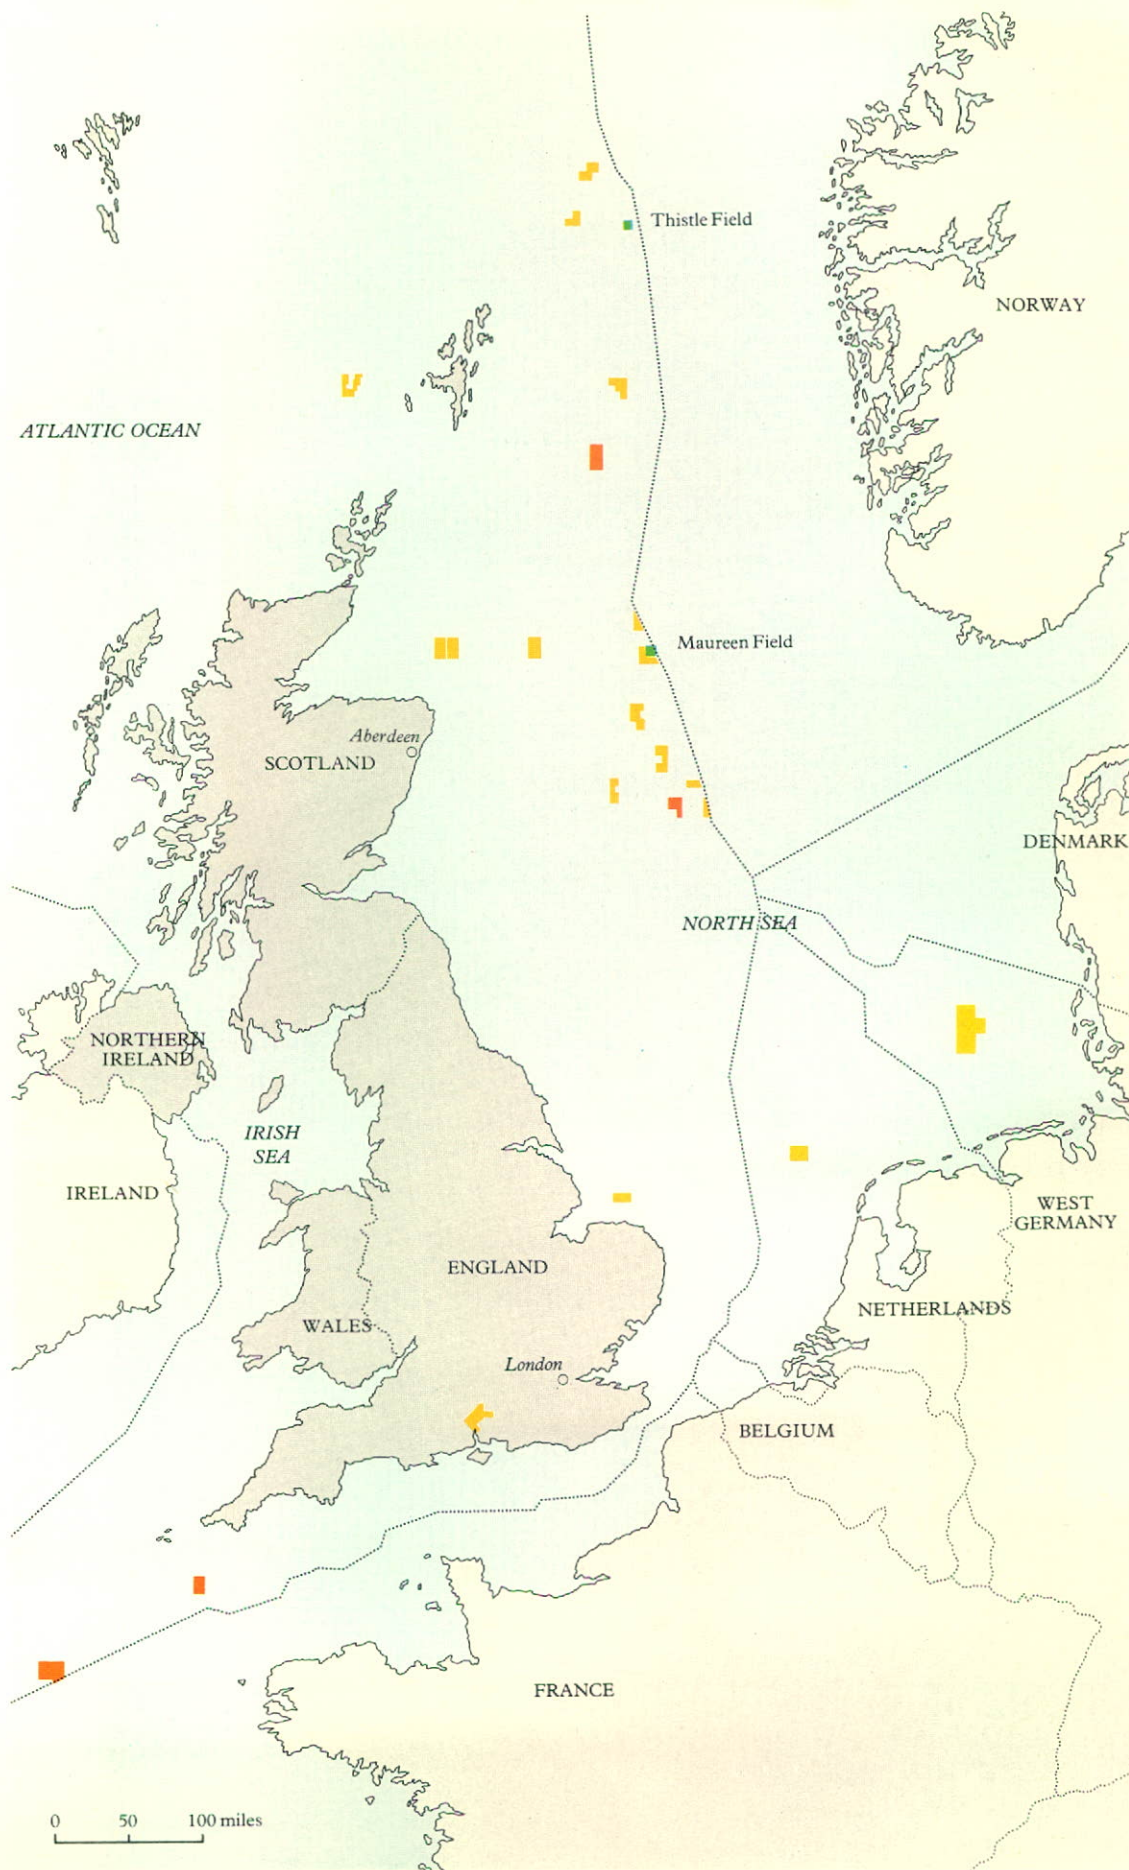 Thistle Field
NORWAY
ATLANTIC OCEAN
Maureen Field
Aberdeen
SCOTLAND
DENMARK
NORTH SEA
NORTHERN
IRELAND
IRISH
SEA
IRELAND
WEST
GERMANY
ENGLAND
NETHERLANDS
WALES
London
BELGIUM
FRANCE
0 50 100 miles